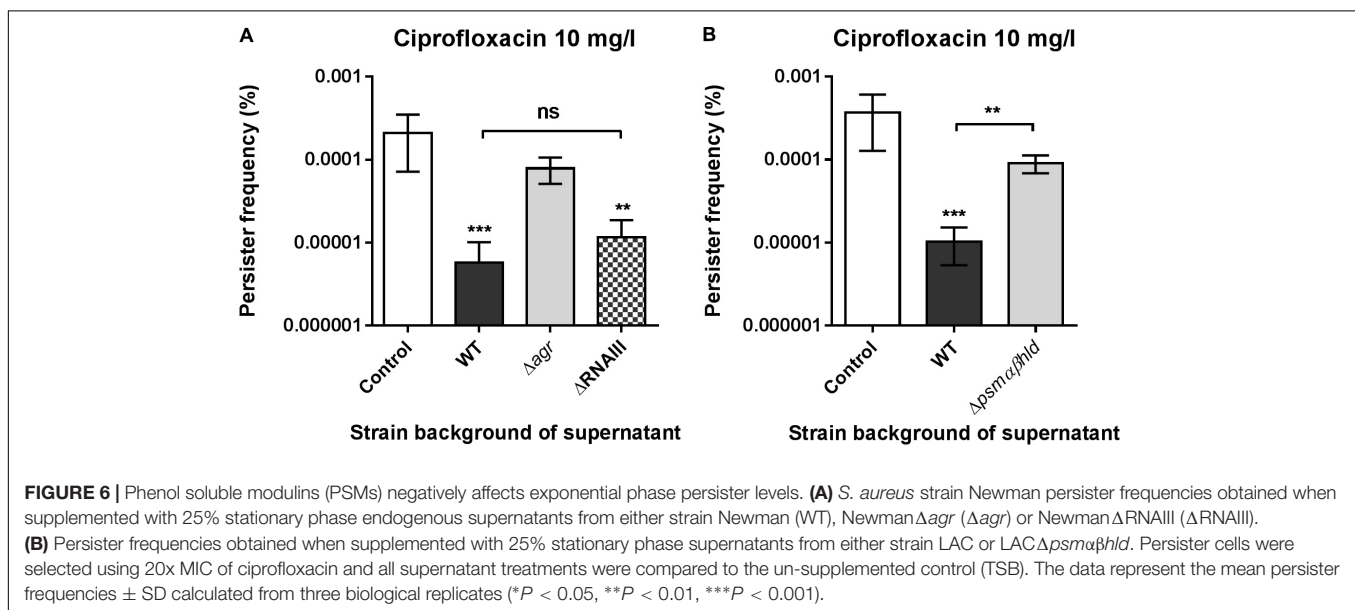 A
Ciprofloxacin 10 mg/l
Persister frequency (%)
0.001
0.0001
0.00001
0.000001
ns
***
**
Control
WT
Δagr
ΔRNAIII
Strain background of supernatant
B
Ciprofloxacin 10 mg/l
Persister frequency (%)
0.001
0.0001
0.00001
0.000001
**
***
Control
WT
Δpsmαβhld
Strain background of supernatant
FIGURE 6 | Phenol soluble modulins (PSMs) negatively affects exponential phase persister levels. (A) S. aureus strain Newman persister frequencies obtained when
supplemented with 25% stationary phase endogenous supernatants from either strain Newman (WT), NewmanΔagr (Δagr) or NewmanΔRNAIII (ΔRNAIII).
(B) Persister frequencies obtained when supplemented with 25% stationary phase supernatants from either strain LAC or LACΔpsmαβhld. Persister cells were
selected using 20x MIC of ciprofloxacin and all supernatant treatments were compared to the un-supplemented control (TSB). The data represent the mean persister
frequencies ± SD calculated from three biological replicates (*P < 0.05, **P < 0.01, ***P < 0.001).